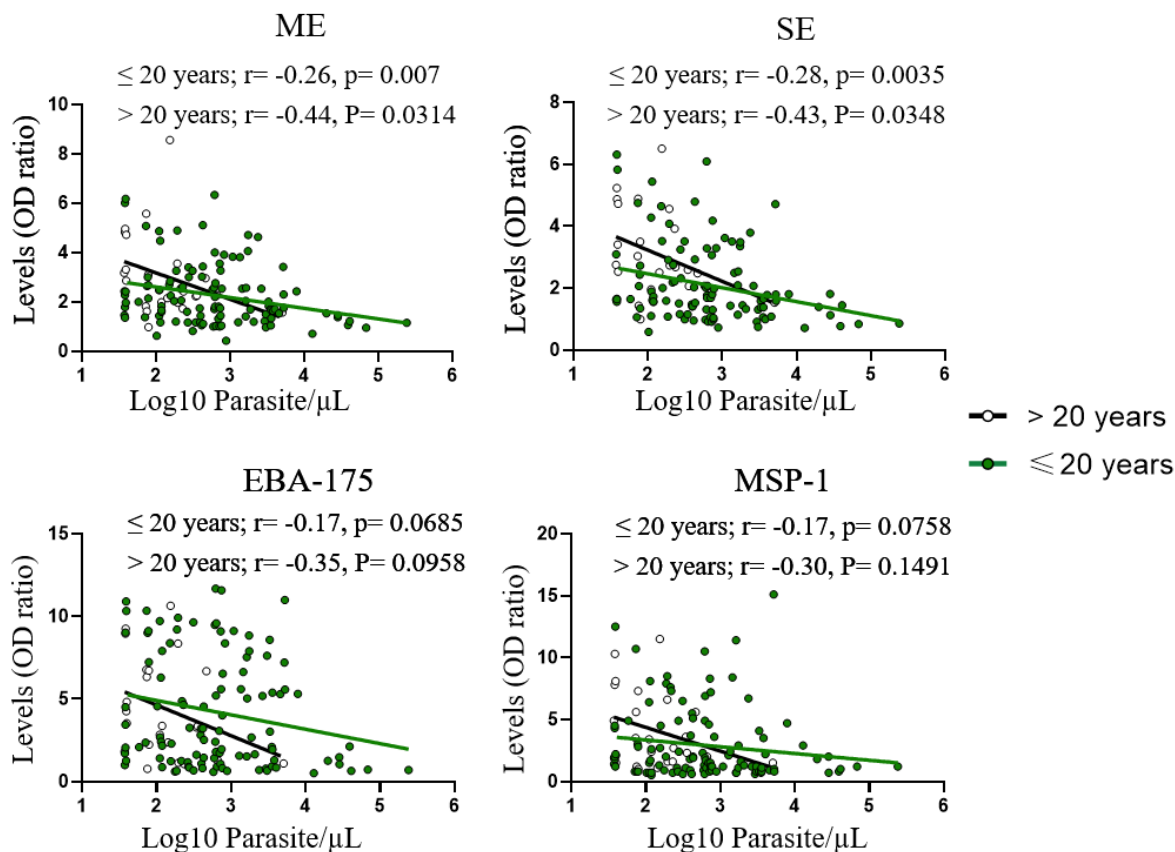 ME
≤ 20 years; r= -0.26, p= 0.007
> 20 years; r= -0.44, P= 0.0314
Levels (OD ratio)
10
8
6
4
2
0
1 2 3 4 5 6
Log10 Parasite/µL
SE
≤ 20 years; r= -0.28, p= 0.0035
> 20 years; r= -0.43, P= 0.0348
Levels (OD ratio)
8
6
4
2
0
1 2 3 4 5 6
Log10 Parasite/µL
> 20 years
≤ 20 years
EBA-175
≤ 20 years; r= -0.17, p= 0.0685
> 20 years; r= -0.35, P= 0.0958
Levels (OD ratio)
15
10
5
0
1 2 3 4 5 6
Log10 Parasite/µL
MSP-1
≤ 20 years; r= -0.17, p= 0.0758
> 20 years; r= -0.30, P= 0.1491
Levels (OD ratio)
20
15
10
5
0
1 2 3 4 5 6
Log10 Parasite/µL